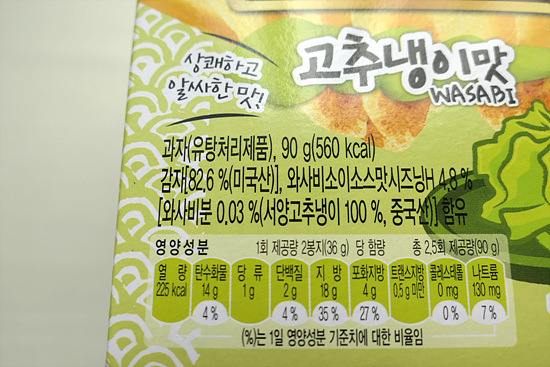 상쾌하고
알싸한 맛!
고추냉이맛
WASABI
과자(유탕처리제품), 90 g(560 kcal)
감재[82,6 %(미국산)], 와사비소이소스맛시즈닝H 4,8 %
[와사비분 0,03 %(서양고추냉이 100 %, 중국산)] 함유
영양성분 1회 제공량 2봉지(36 g) 당 함량 총 2,5회 제공량(90 g)
열량 탄수화물 당류 단백질 지방 포화지방 트랜스지방 콜레스테롤 나트륨
225 kcal 14 g 1 g 2 g 18 g 4 g 0,5 g 미만 0 mg 130 mg
4 % 4 % 35 % 27 % 0 % 7 %
(%)는 1일 영양성분 기준치에 대한 비율임